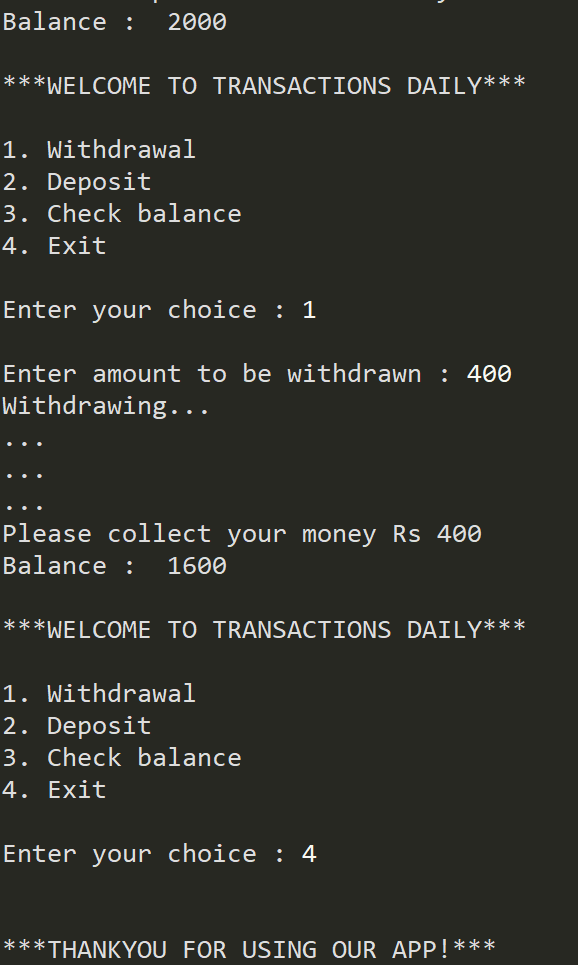 Balance :  2000
***WELCOME TO TRANSACTIONS DAILY***
1. Withdrawal
2. Deposit
3. Check balance
4. Exit
Enter your choice : 1
Enter amount to be withdrawn : 400
Withdrawing...
...
...
...
Please collect your money Rs 400
Balance :  1600
***WELCOME TO TRANSACTIONS DAILY***
1. Withdrawal
2. Deposit
3. Check balance
4. Exit
Enter your choice : 4
***THANKYOU FOR USING OUR APP!***